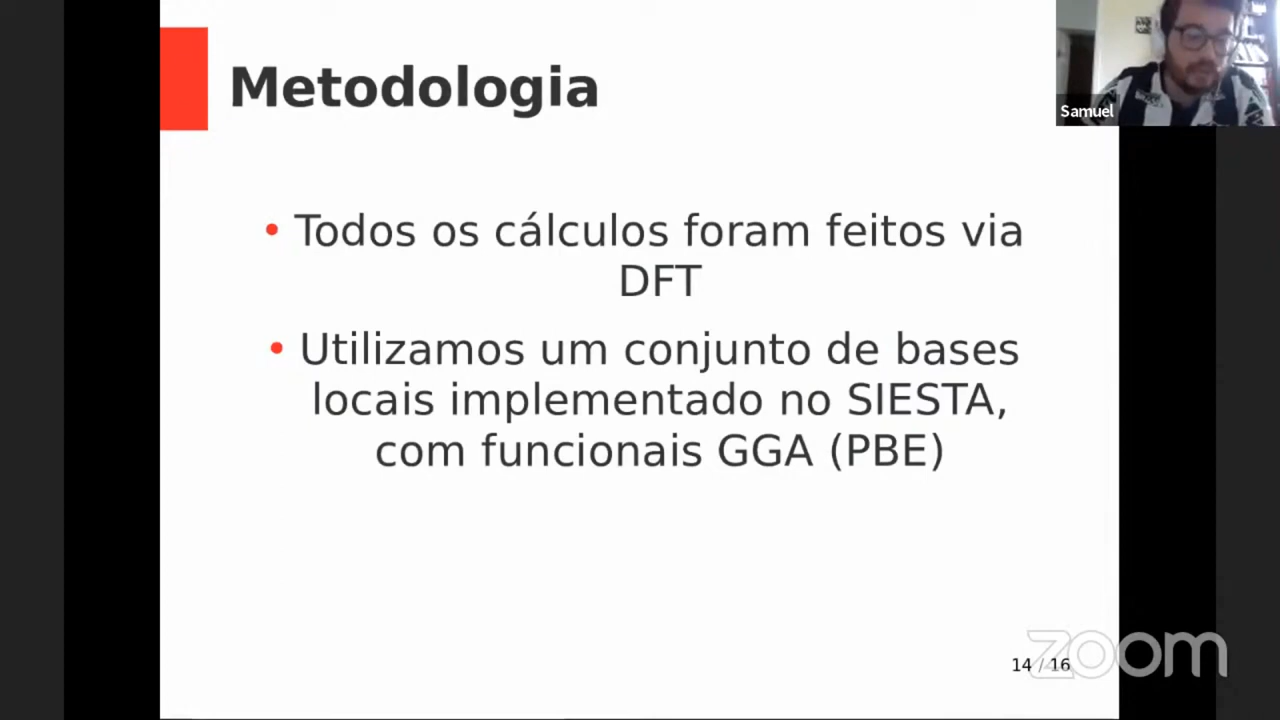 Metodologia
Samuel
• Todos os cálculos foram feitos via
DFT
• Utilizamos um conjunto de bases
locais implementado no SIESTA,
com funcionais GGA (PBE)
14 / 16
zoom